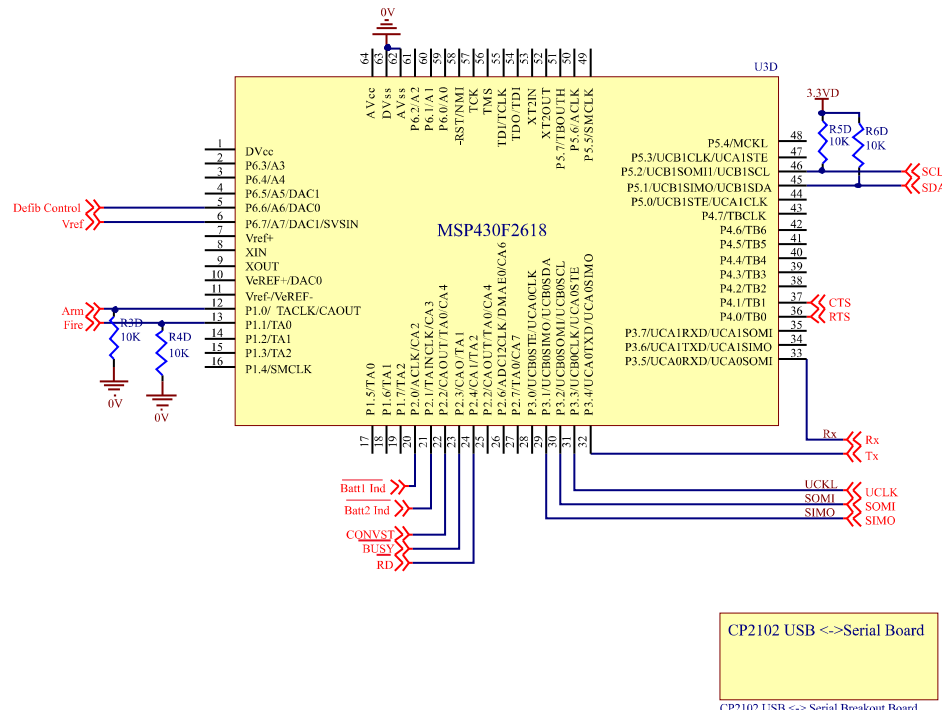 0V
64
63
62
61
60
59
58
57
56
55
54
53
52
51
50
49
U3D
AVcc
DVss
AVss
P6.2/A2
P6.1/A1
P6.0/A0
-RST/NMI
TCK
TMS
TDI/TCLK
TDO/TDI
XT2IN
XT2OUT
P5.7/TBOUTH
P5.6/ACLK
P5.5/SMCLK
3.3VD
R5D
10K
R6D
10K
1 DVcc
2 P6.3/A3
3 P6.4/A4
4 P6.5/A5/DAC1
Defib Control 5 P6.6/A6/DAC0
Vref 6 P6.7/A7/DAC1/SVSIN
7 Vref+
8 XIN
9 XOUT
10 VeREF+/DAC0
11 Vref-/VeREF-
Arm 12 P1.0/ TACLK/CAOUT
Fire 13 P1.1/TA0
14 P1.2/TA1
15 P1.3/TA2
16 P1.4/SMCLK
R3D
10K
R4D
10K
0V
0V
MSP430F2618
P5.4/MCKL 48
P5.3/UCB1CLK/UCA1STE 47
P5.2/UCB1SOMI1/UCB1SCL 46 SCL
P5.1/UCB1SIMO/UCB1SDA 45 SDA
P5.0/UCB1STE/UCA1CLK 44
P4.7/TBCLK 43
P4.6/TB6 42
P4.5/TB5 41
P4.4/TB4 40
P4.3/TB3 39
P4.2/TB2 38
P4.1/TB1 37 CTS
P4.0/TB0 36 RTS
P3.7/UCA1RXD/UCA1SOMI 35
P3.6/UCA1TXD/UCA1SIMO 34
P3.5/UCA0RXD/UCA0SOMI 33
P1.5/TA0
P1.6/TA1
P1.7/TA2
P2.0/ACLK/CA2
P2.1/TAINCLK/CA3
P2.2/CAOUT/TA0/CA4
P2.3/CAO/TA1
P2.4/CA1/TA2
P2.2/CAOUT/TA0/CA4
P2.6/ADC12CLK/DMAE0/CA6
P2.7/TA0/CA7
P3.0/UCB0STE/UCA0CLK
P3.1/UCB0SIMO/UCB0SDA
P3.2/UCB0SOMI/UCB0SCL
P3.3/UCB0CLK/UCA0STE
P3.4/UCA0TXD/UCA0SIMO
17
18
19
20
21
22
23
24
25
26
27
28
29
30
31
32
Rx Rx
Tx
Batt1 Ind
Batt2 Ind
CONVST
BUSY
RD
UCKL UCLK
SOMI SOMI
SIMO SIMO
CP2102 USB <->Serial Board
CP2102 USB <-> Serial Breakout Board